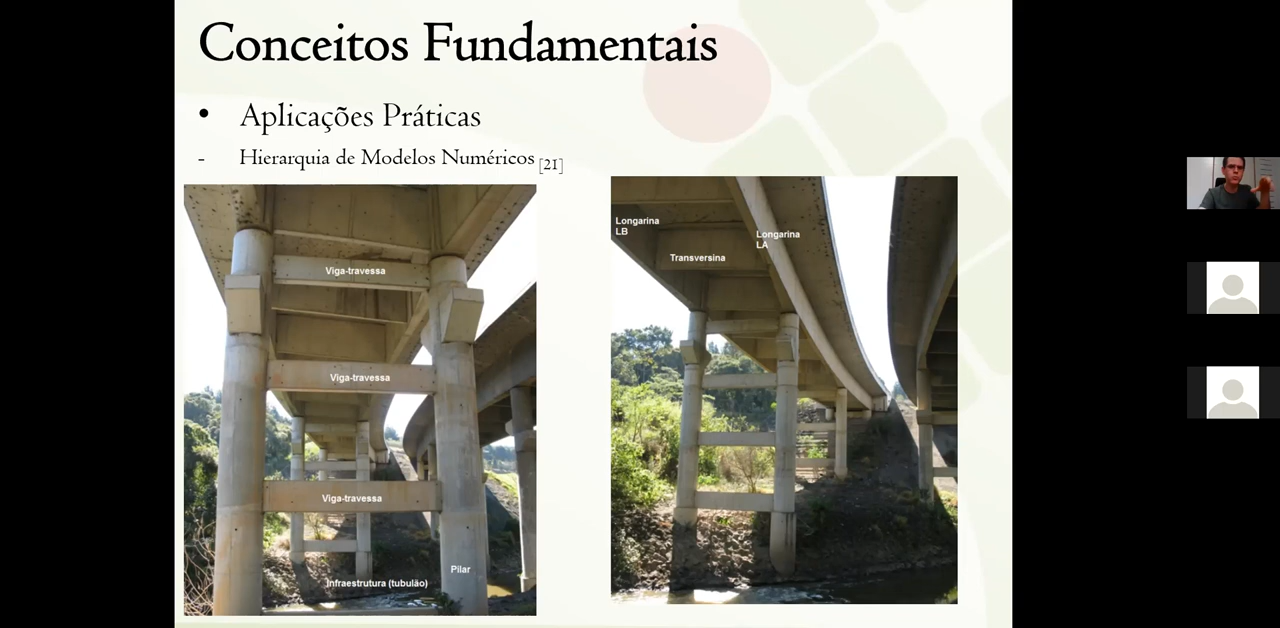 Conceitos Fundamentais
• Aplicações Práticas
- Hierarquia de Modelos Numéricos [21]
Viga-travessa
Viga-travessa
Viga-travessa
Pilar
Infraestrutura (tubulão)
Longarina
LB
Longarina
LA
Transversina